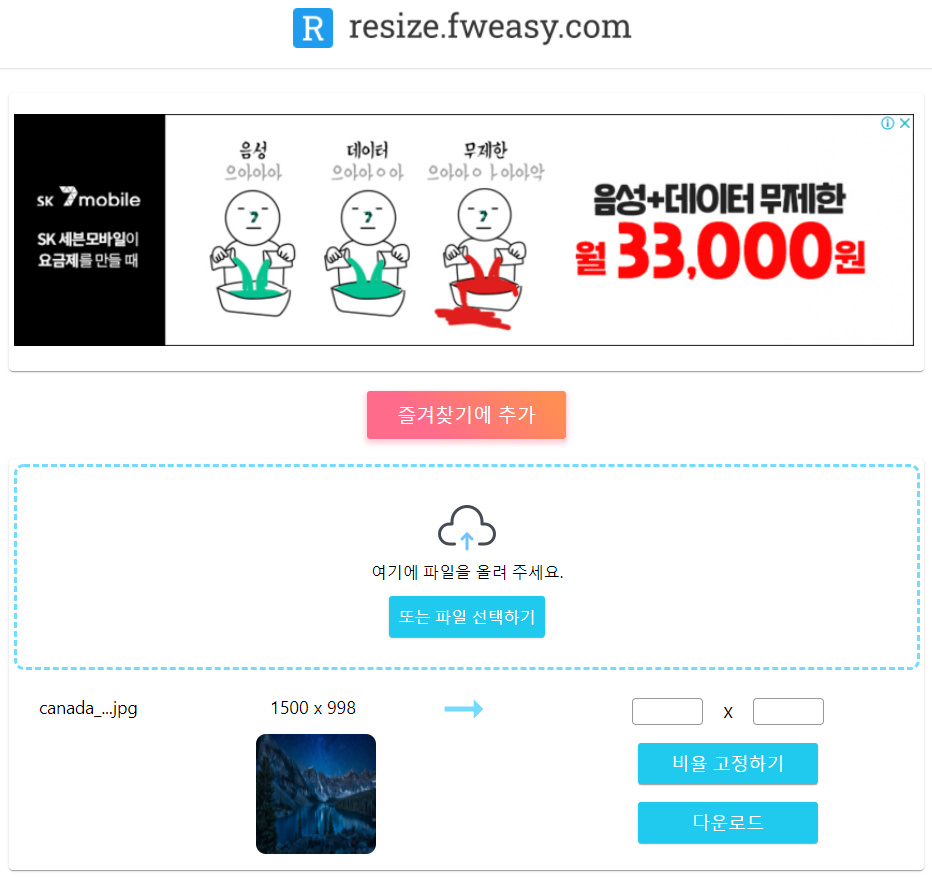 R resize.fweasy.com
SK 7mobile
SK 세븐모바일이
요금제를 만들 때
음성
으아아아
데이터
으아아ㅇ아
무제한
으아아ㅇㅏ아아악
음성+데이터 무제한
월 33,000원
즐겨찾기에 추가
여기에 파일을 올려 주세요.
또는 파일 선택하기
canada_...jpg
1500 x 998
X
비율 고정하기
다운로드